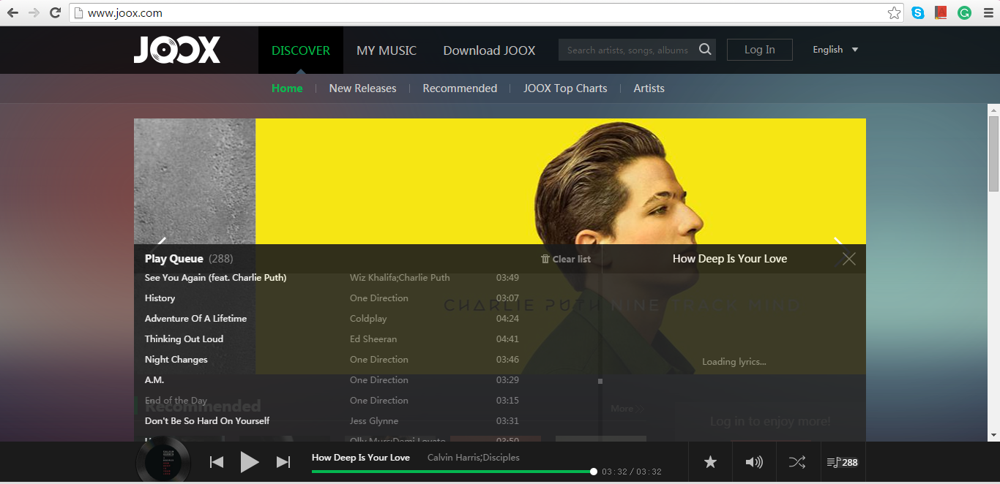 www.joox.com
JOOX
DISCOVER
MY MUSIC
Download JOOX
Search artists, songs, albums
Log In
English
Home
New Releases
Recommended
JOOX Top Charts
Artists
Play Queue (288)
Clear list
How Deep Is Your Love
See You Again (feat. Charlie Puth) Wiz Khalifa;Charlie Puth 03:49
History One Direction 03:07
CHARLIE PUTH NINE TRACK MIND
Adventure Of A Lifetime Coldplay 04:24
Thinking Out Loud Ed Sheeran 04:41
Night Changes One Direction 03:46
Loading lyrics...
A.M. One Direction 03:29
End of the Day One Direction 03:15
Recommended
More >>
Don't Be So Hard On Yourself Jess Glynne 03:31
Log in to enjoy more!
Olly Murs;Demi Lovato 03:50
How Deep Is Your Love Calvin Harris;Disciples
03:32 / 03:32
288